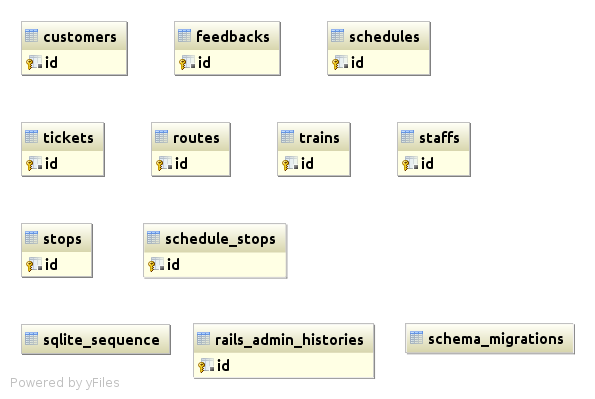 customers
id
feedbacks
id
schedules
id
tickets
id
routes
id
trains
id
staffs
id
stops
id
schedule_stops
id
sqlite_sequence
rails_admin_histories
id
schema_migrations
Powered by yFiles